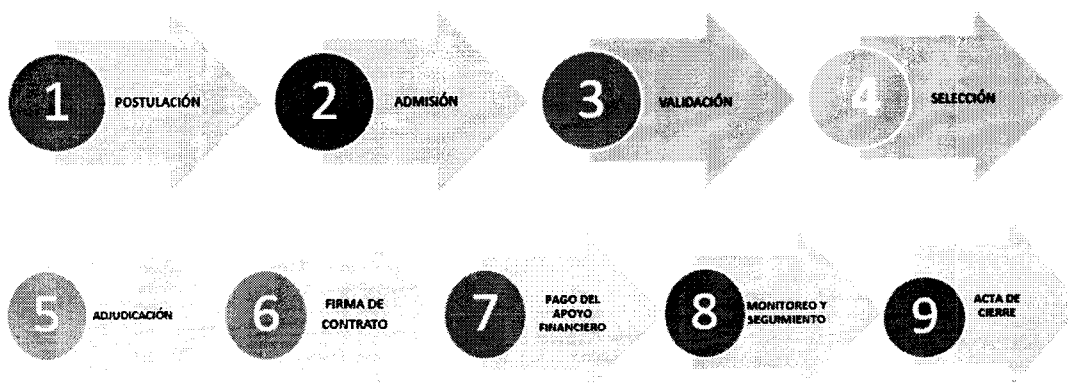 1 POSTULACIÓN
2 ADMISIÓN
3 VALIDACIÓN
4 SELECCIÓN
5 ADJUDICACIÓN
6 FIRMA DE
CONTRATO
7 PAGO DEL
APOYO
FINANCIERO
8 MONITOREO Y
SEGUIMIENTO
9 ACTA DE
CIERRE